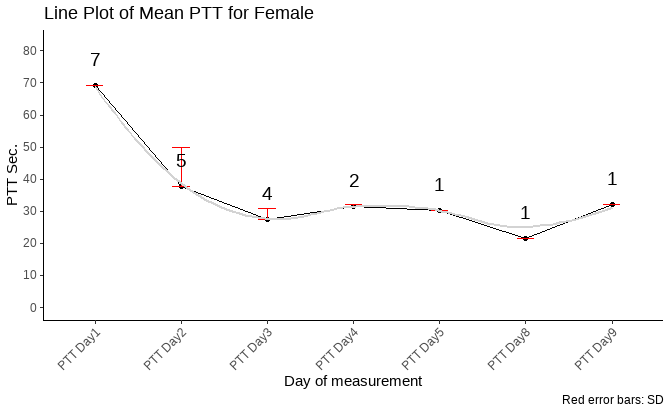 Line Plot of Mean PTT for Female
PTT Sec.
80
70
60
50
40
30
20
10
0
7
5
4
2
1
1
1
PTT Day1
PTT Day2
PTT Day3
PTT Day4
PTT Day5
PTT Day8
PTT Day9
Day of measurement
Red error bars: SD